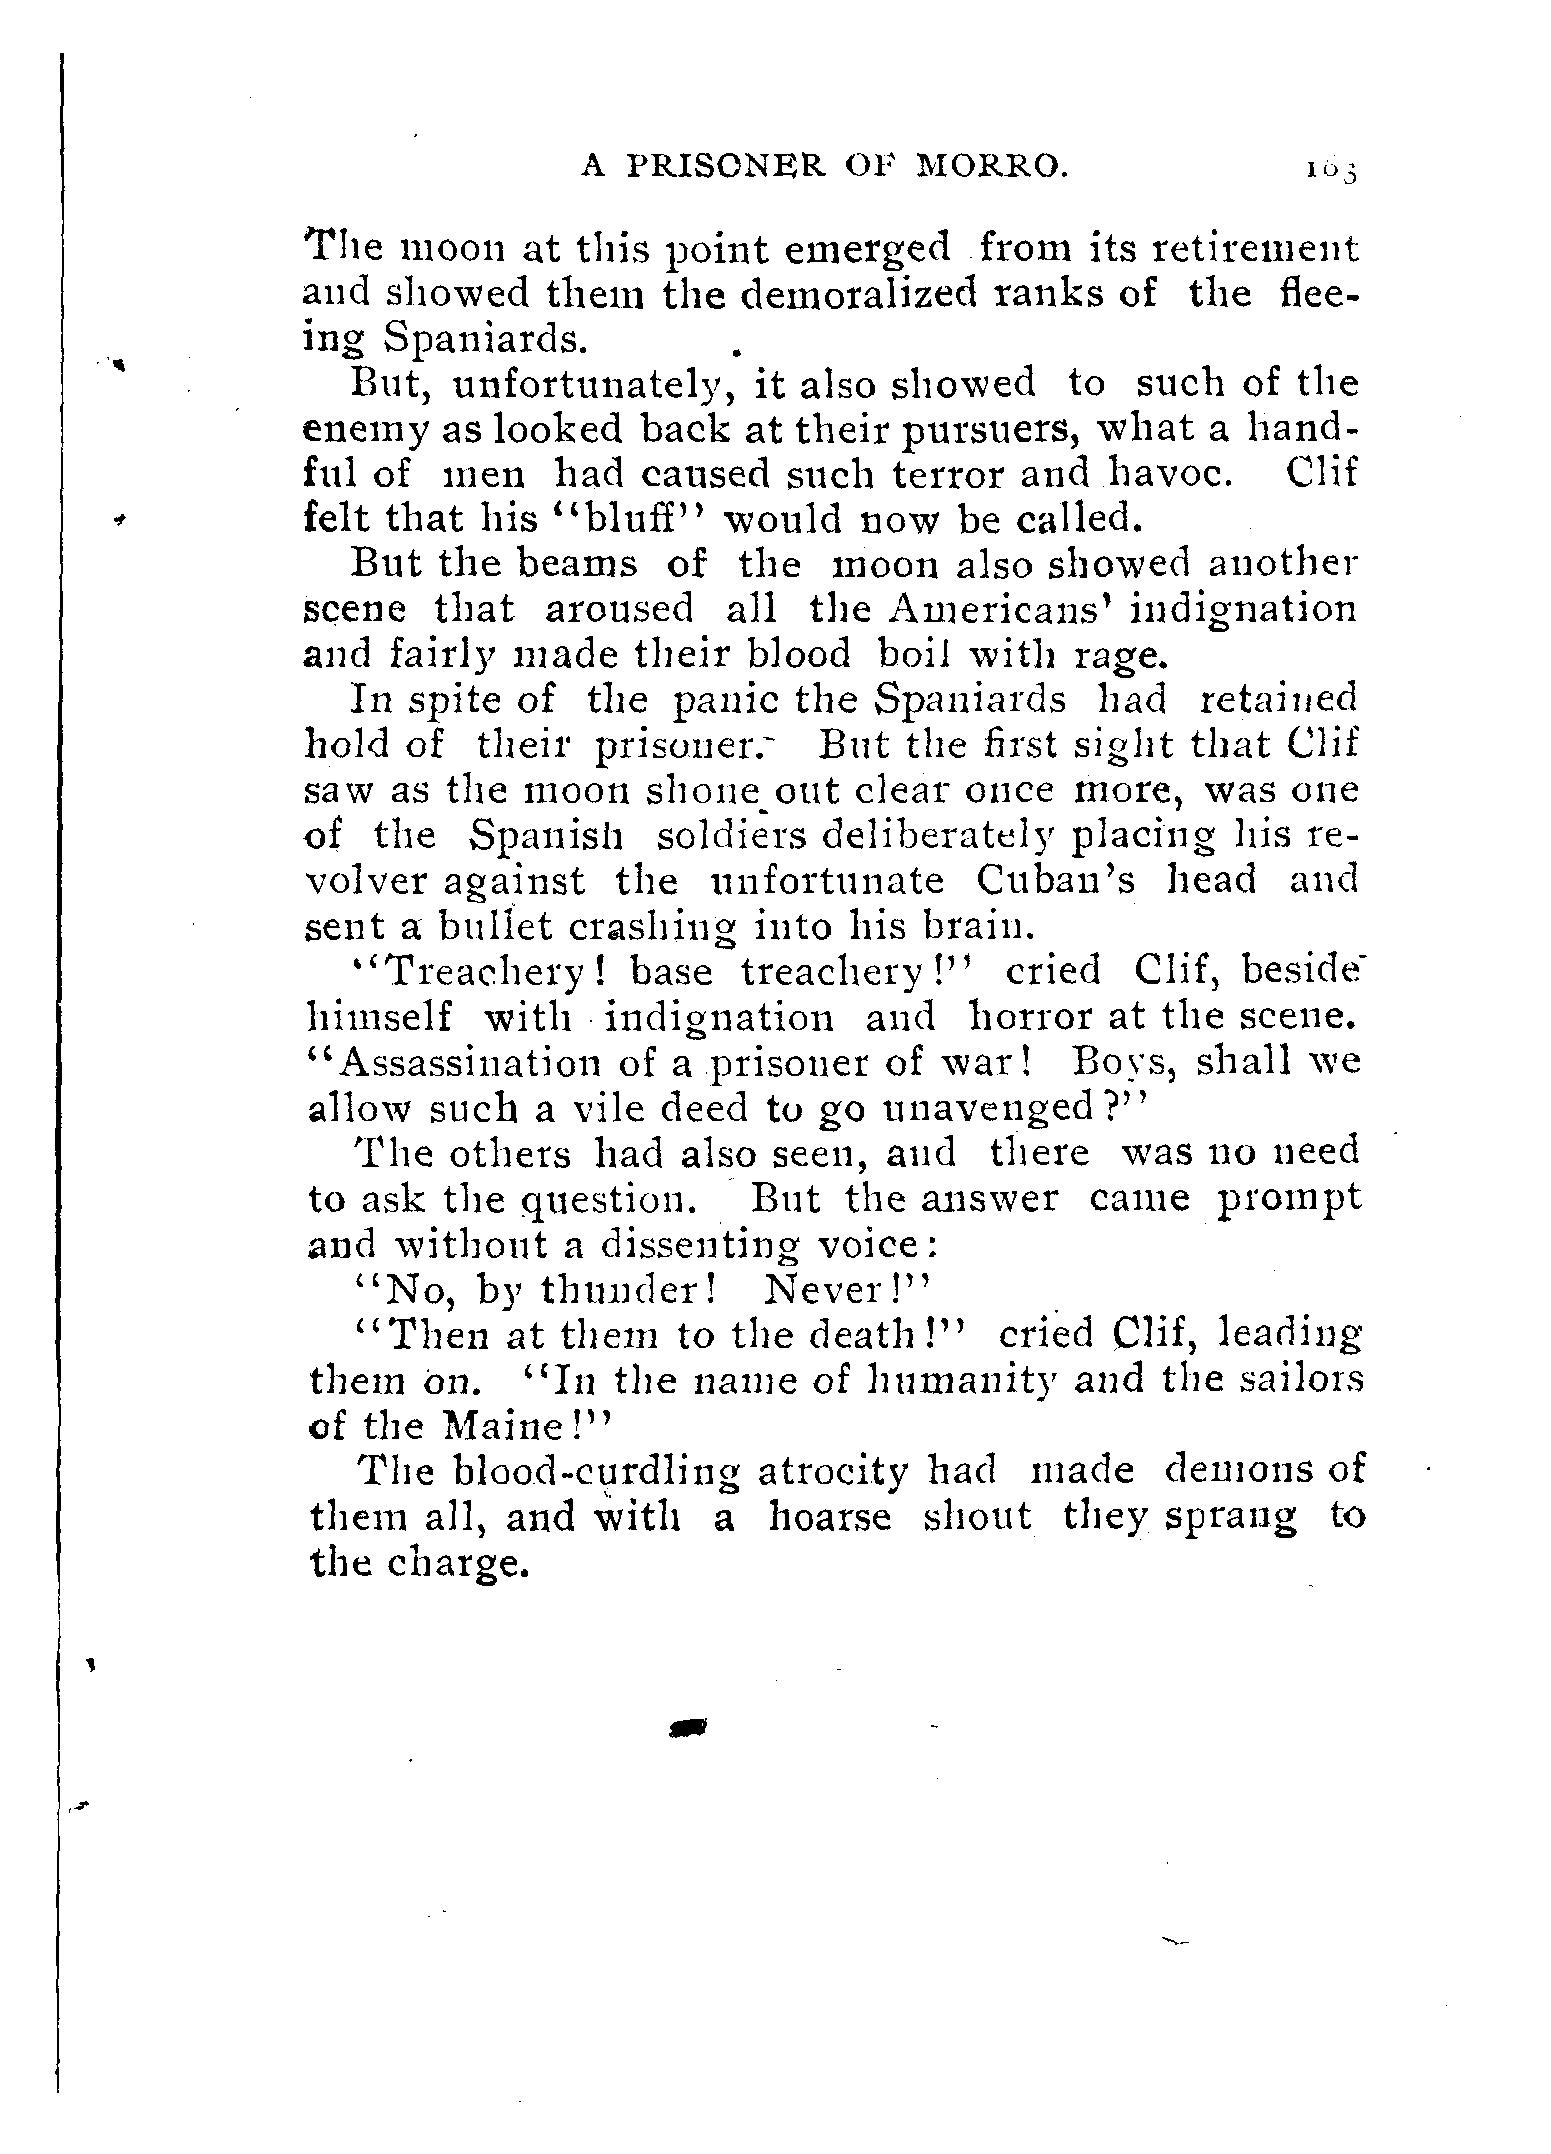 A PRISONER OF MORRO. 163
The moon at this point emerged from its retirement
and showed them the demoralized ranks of the flee-
ing Spaniards.
But, unfortunately, it also showed to such of the
enemy as looked back at their pursuers, what a hand-
ful of men had caused such terror and havoc. Clif
felt that his "bluff" would now be called.
But the beams of the moon also showed another
scene that aroused all the Americans' indignation
and fairly made their blood boil with rage.
In spite of the panic the Spaniards had retained
hold of their prisoner. But the first sight that Clif
saw as the moon shone out clear once more, was one
of the Spanish soldiers deliberately placing his re-
volver against the unfortunate Cuban's head and
sent a bullet crashing into his brain.
"Treachery! base treachery!" cried Clif, beside
himself with indignation and horror at the scene.
"Assassination of a prisoner of war! Boys, shall we
allow such a vile deed to go unavenged?"
The others had also seen, and there was no need
to ask the question. But the answer came prompt
and without a dissenting voice:
"No, by thunder! Never!"
"Then at them to the death!" cried Clif, leading
them on. "In the name of humanity and the sailors
of the Maine!"
The blood-curdling atrocity had made demons of
them all, and with a hoarse shout they sprang to
the charge.